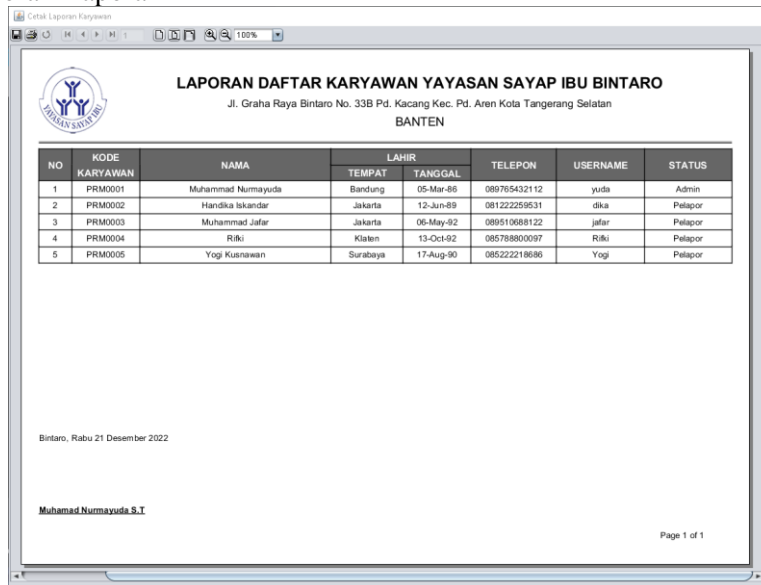 Cetak Laporan Karyawan
1
100%
YAYASAN SAYAP IBU
LAPORAN DAFTAR KARYAWAN YAYASAN SAYAP IBU BINTARO
Jl. Graha Raya Bintaro No. 33B Pd. Kacang Kec. Pd. Aren Kota Tangerang Selatan
BANTEN
NO KODE KARYAWAN NAMA LAHIR TEMPAT TANGGAL TELEPON USERNAME STATUS
1 PRM0001 Muhammad Nurmayuda Bandung 05-Mar-86 089765432112 yuda Admin
2 PRM0002 Handika Iskandar Jakarta 12-Jun-89 081222259531 dika Pelapor
3 PRM0003 Muhammad Jafar Jakarta 06-May-92 089510688122 jafar Pelapor
4 PRM0004 Rifki Klaten 13-Oct-92 085788800097 Rifki Pelapor
5 PRM0005 Yogi Kusnawan Surabaya 17-Aug-90 085222218686 Yogi Pelapor
Bintaro, Rabu 21 Desember 2022
Muhamad Nurmayuda S.T
Page 1 of 1